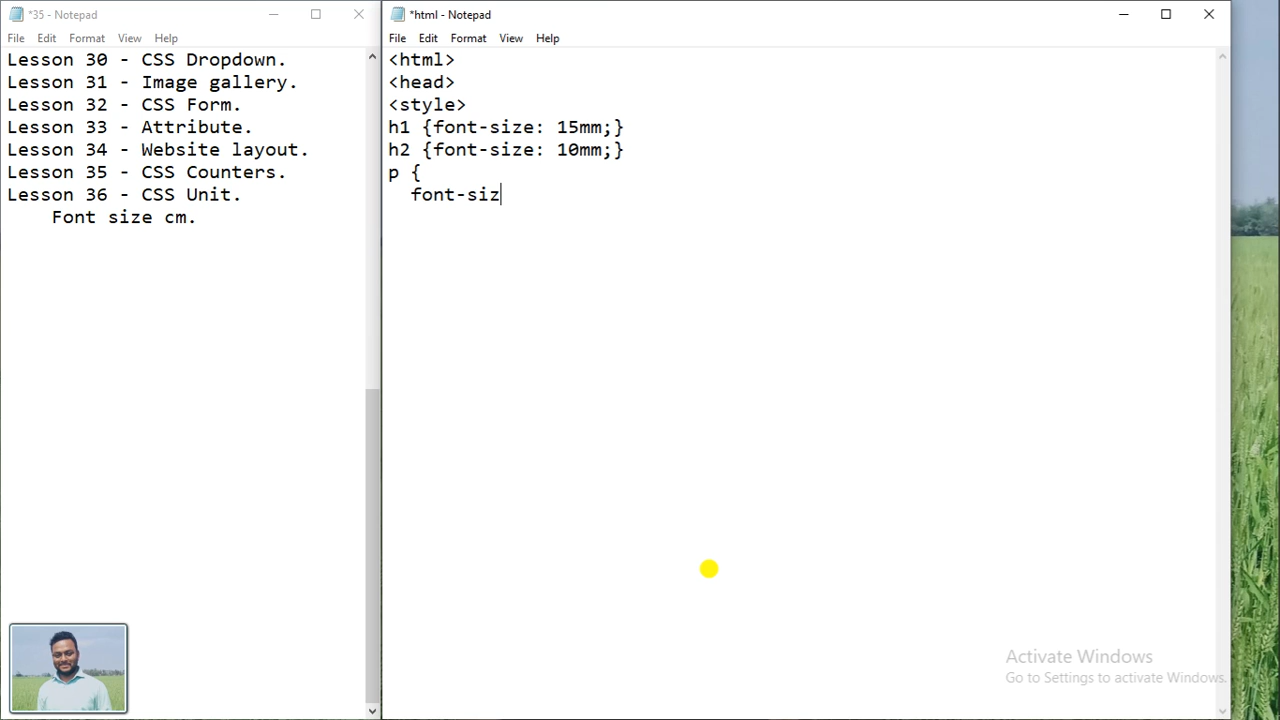 *35 - Notepad
File Edit Format View Help
Lesson 30 - CSS Dropdown.
Lesson 31 - Image gallery.
Lesson 32 - CSS Form.
Lesson 33 - Attribute.
Lesson 34 - Website layout.
Lesson 35 - CSS Counters.
Lesson 36 - CSS Unit.
Font size cm.
*html - Notepad
File Edit Format View Help
<html>
<head>
<style>
h1 {font-size: 15mm;}
h2 {font-size: 10mm;}
p {
font-siz
Activate Windows
Go to Settings to activate Windows.